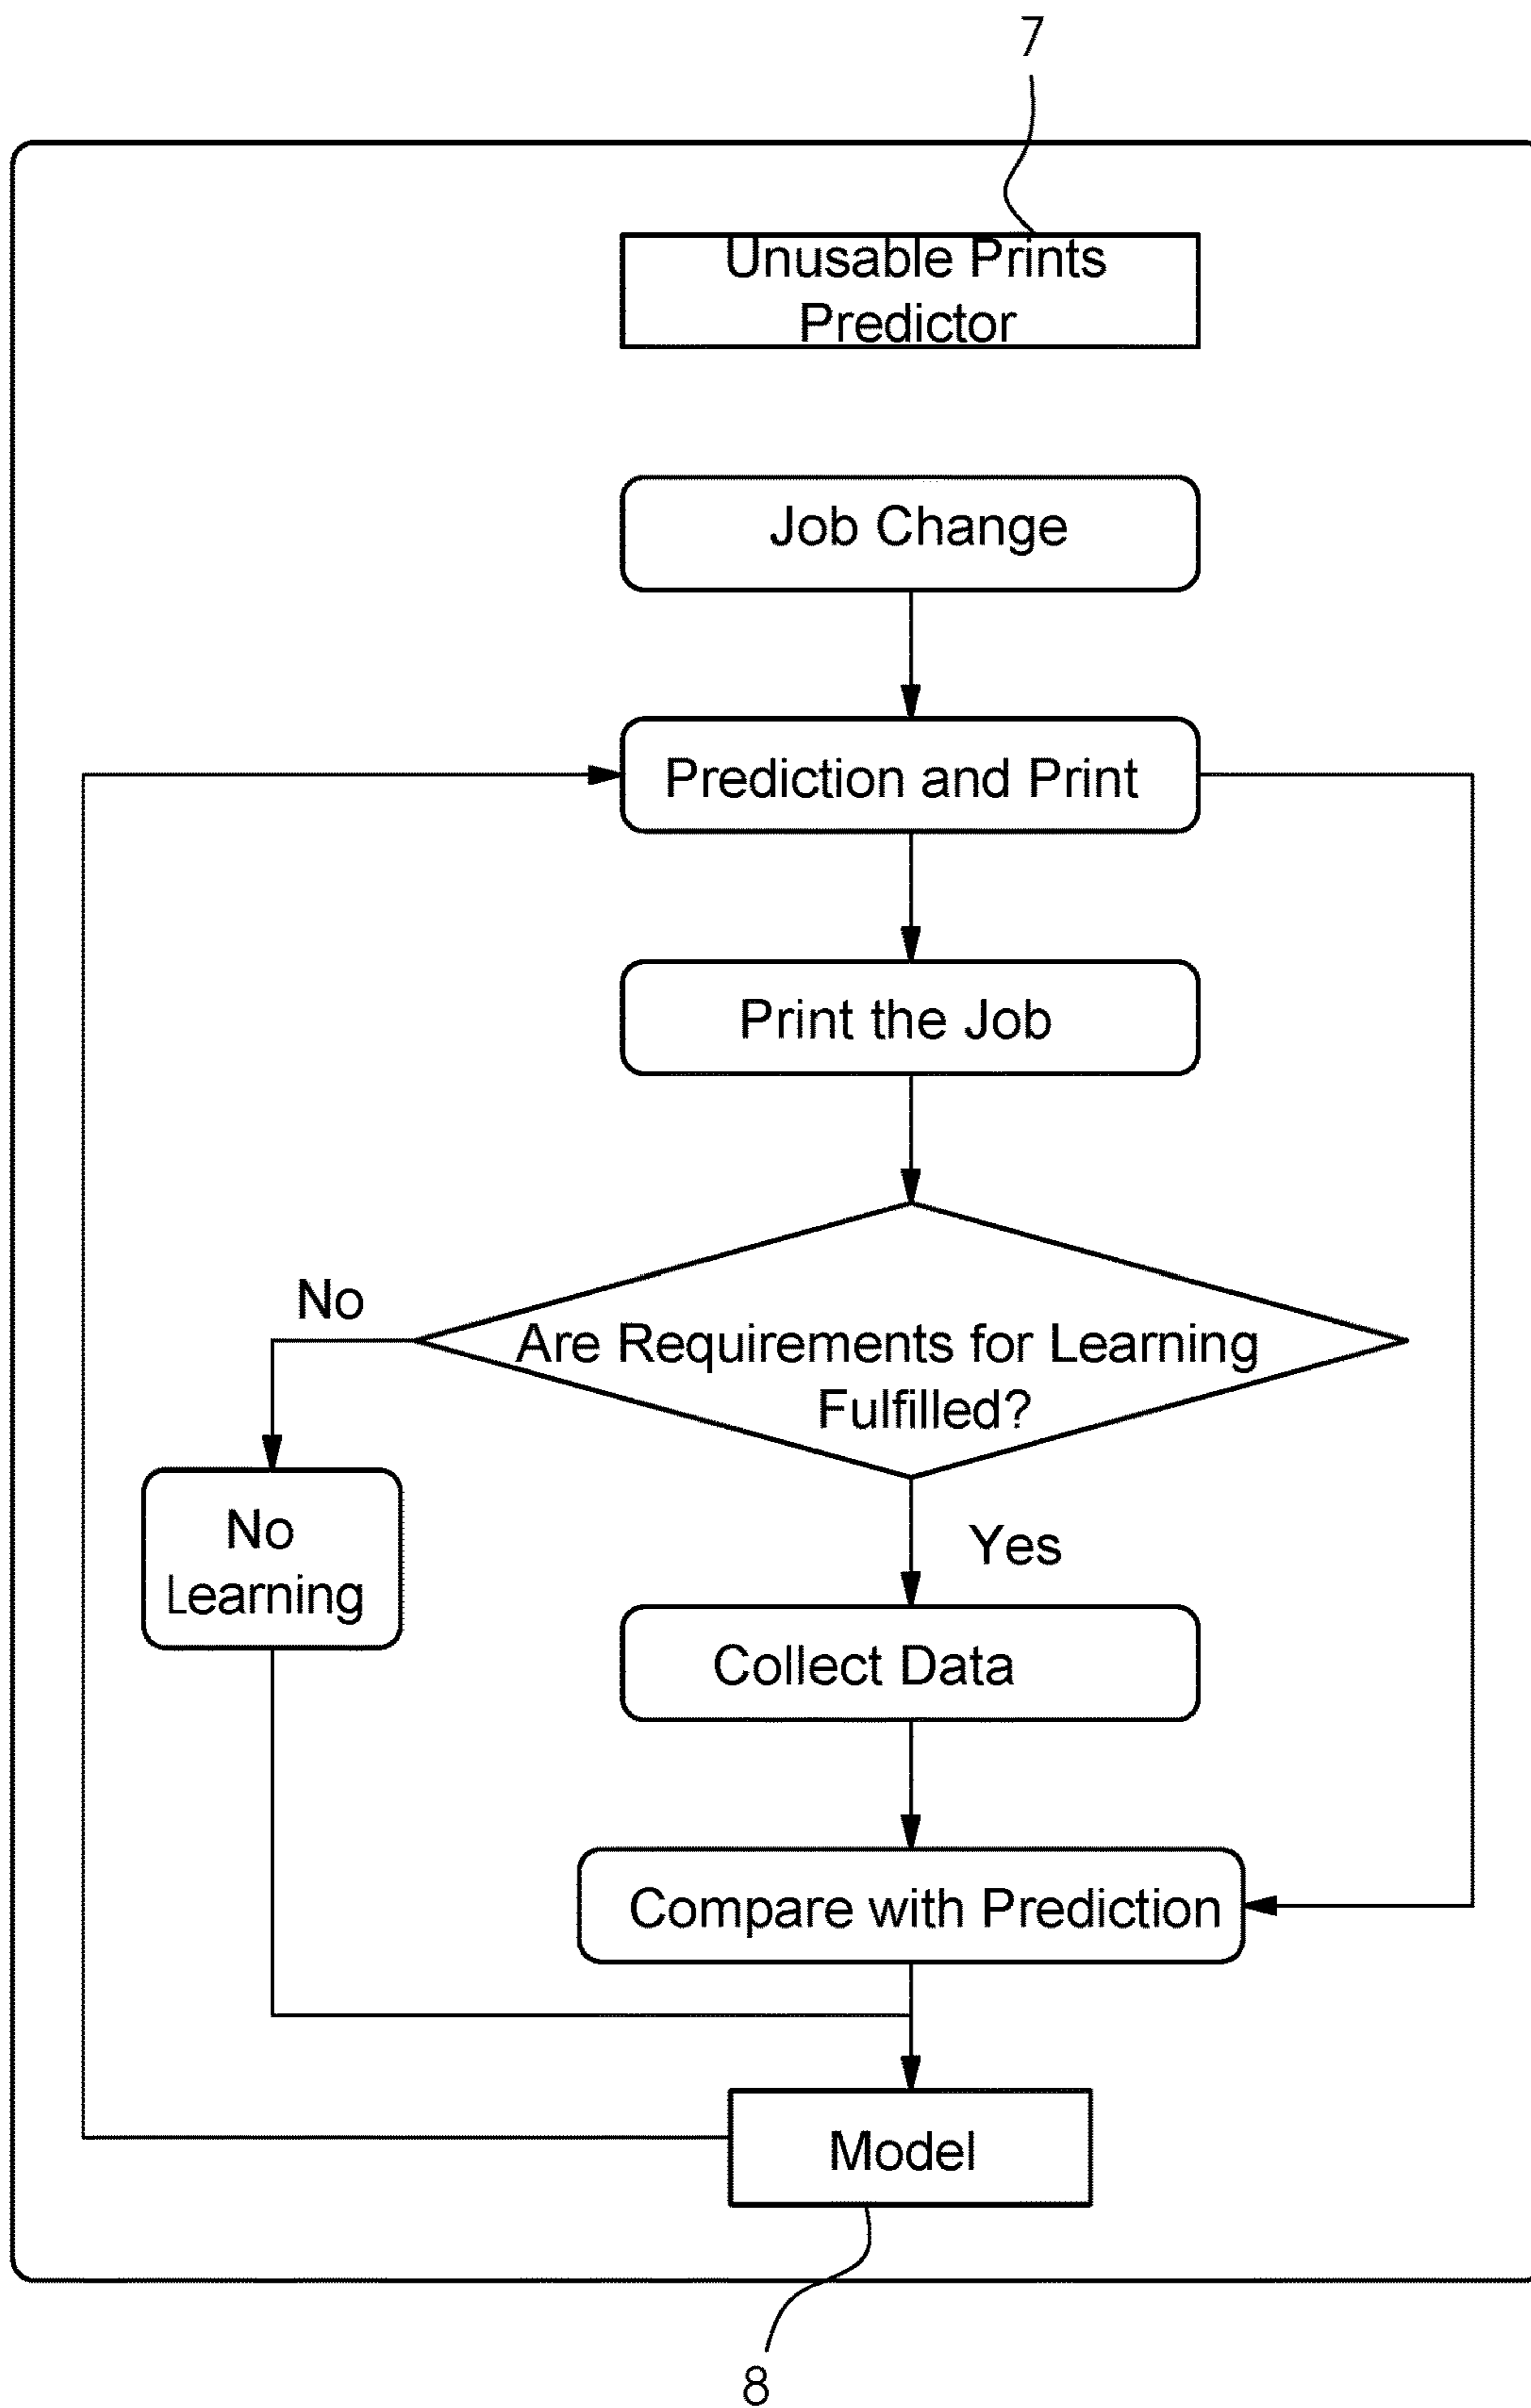 7
Unusable Prints
Predictor
Job Change
Prediction and Print
Print the Job
No
Are Requirements for Learning
Fulfilled?
No
Learning
Yes
Collect Data
Compare with Prediction
Model
8